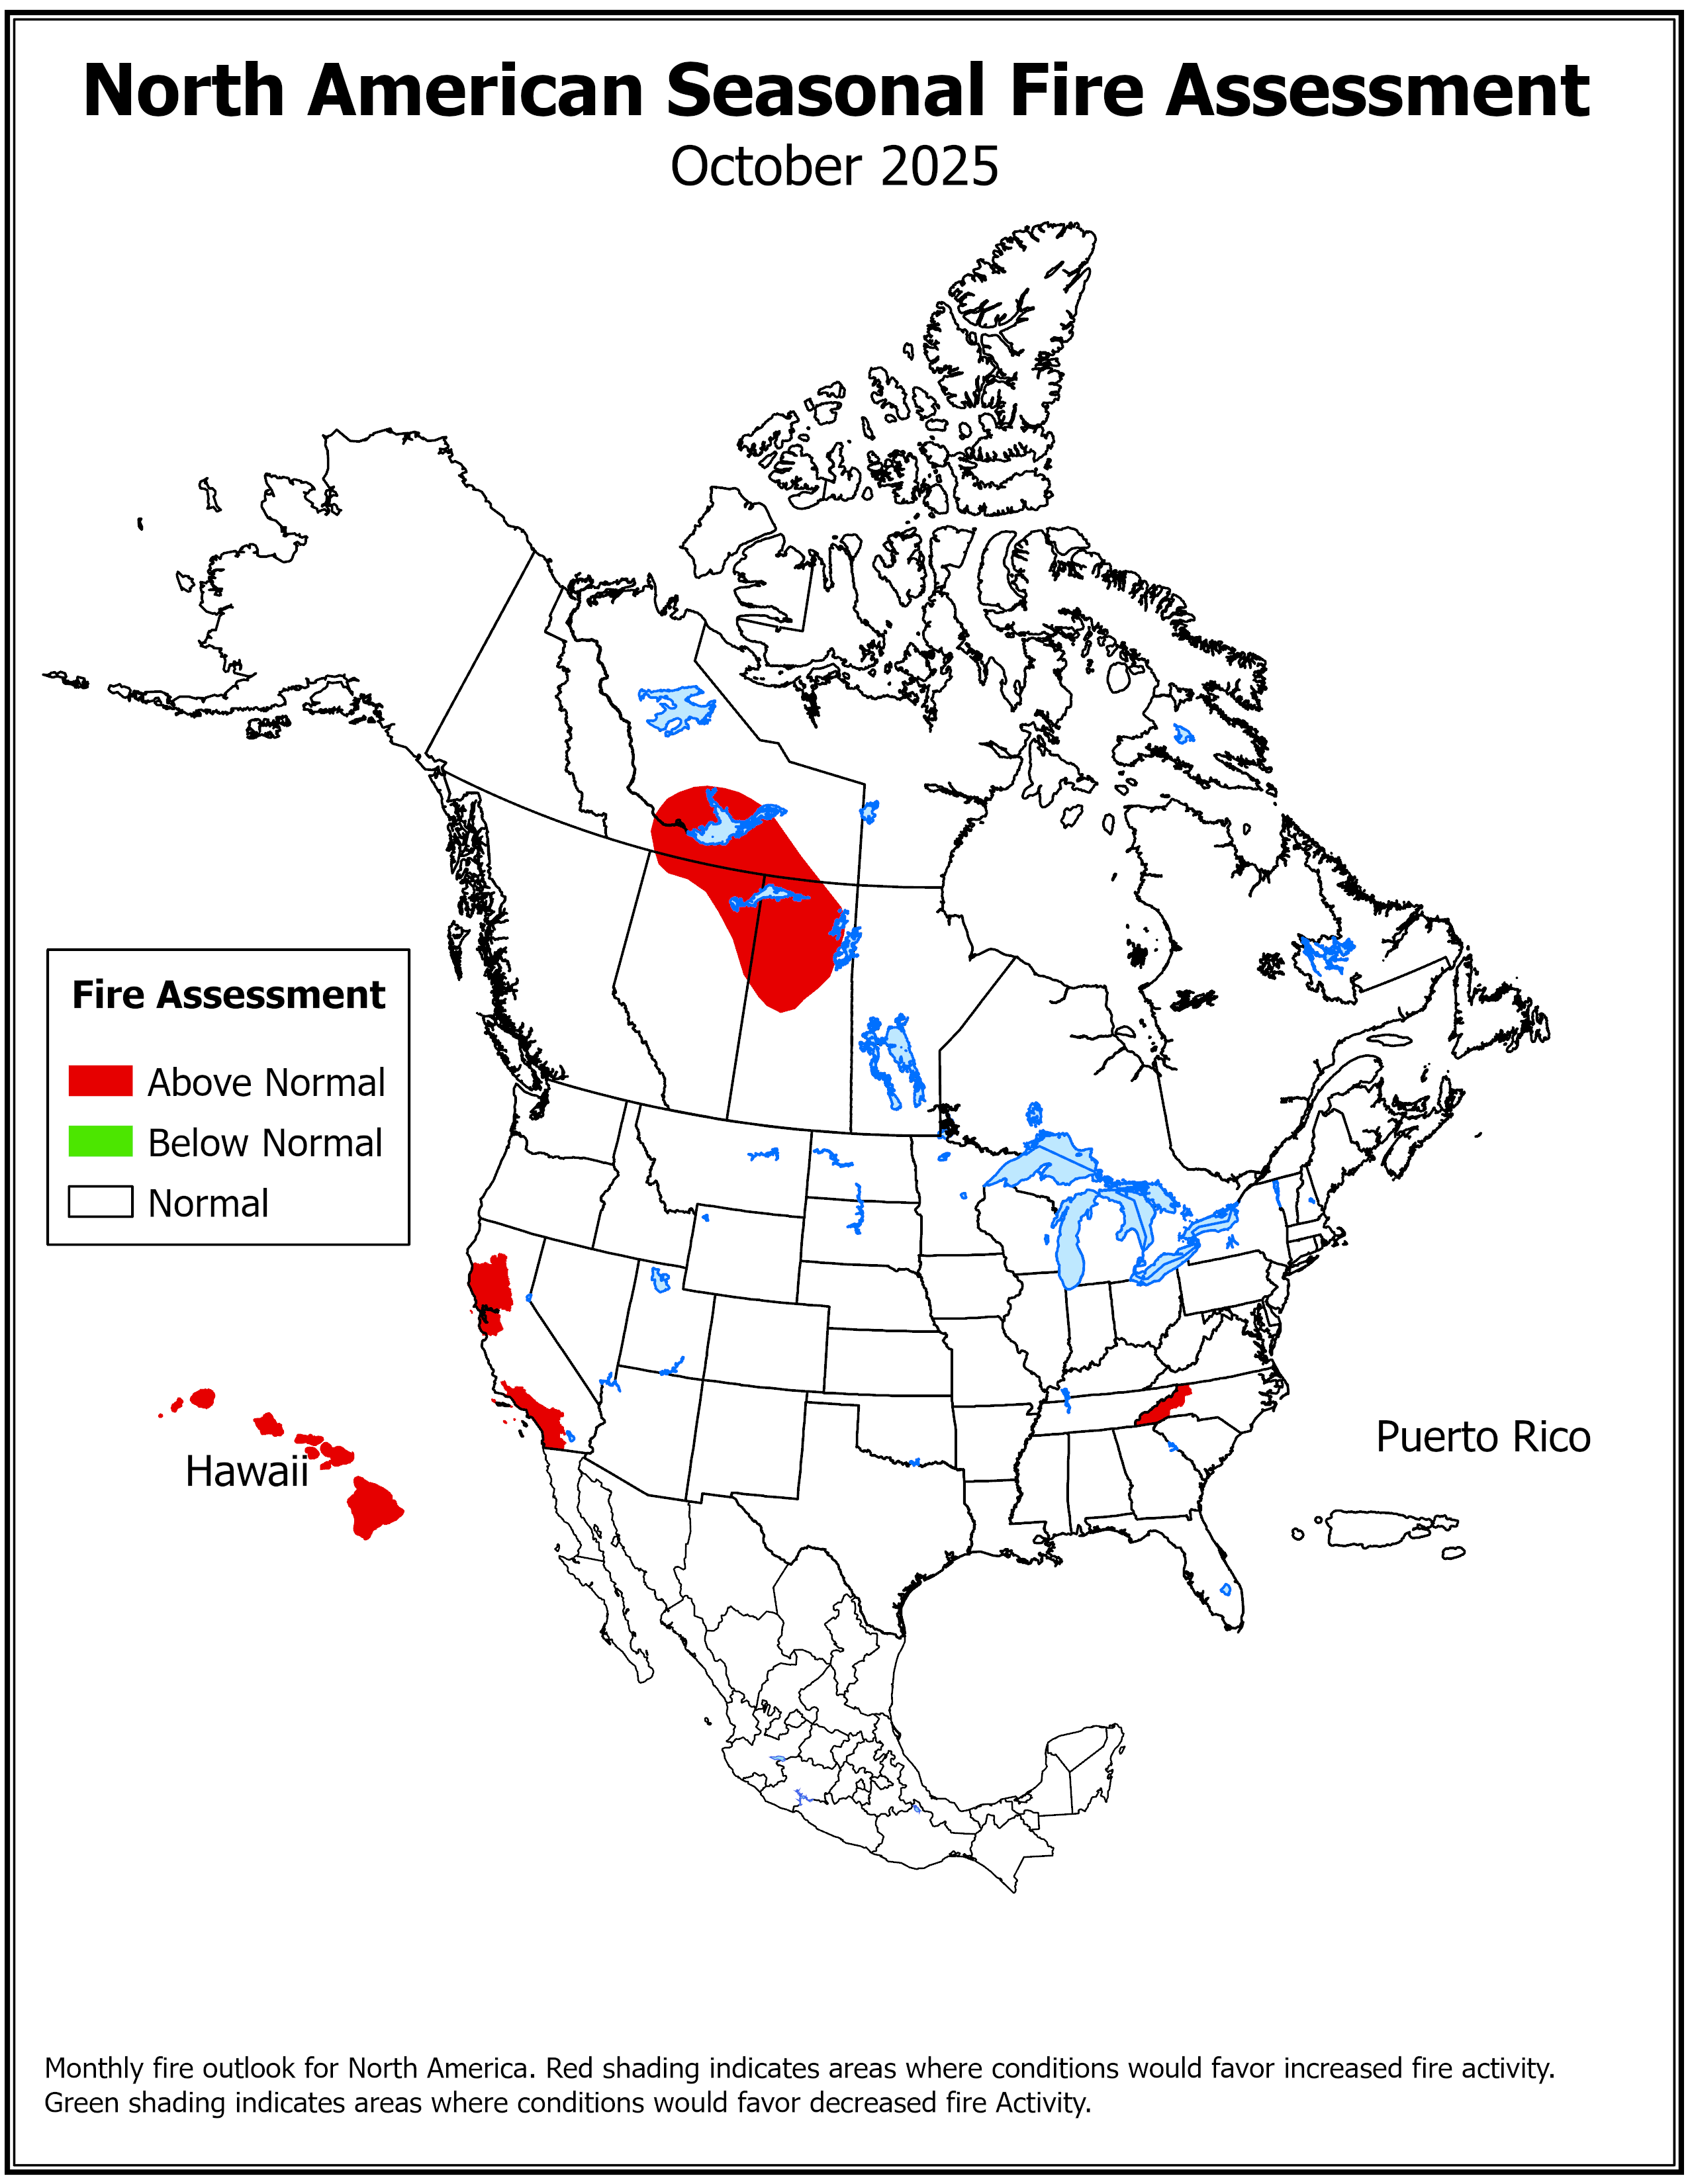 North American Seasonal Fire Assessment
October 2025
Fire Assessment
Above Normal
Below Normal
Normal
Hawaii
Puerto Rico
Monthly fire outlook for North America. Red shading indicates areas where conditions would favor increased fire activity.
Green shading indicates areas where conditions would favor decreased fire Activity.